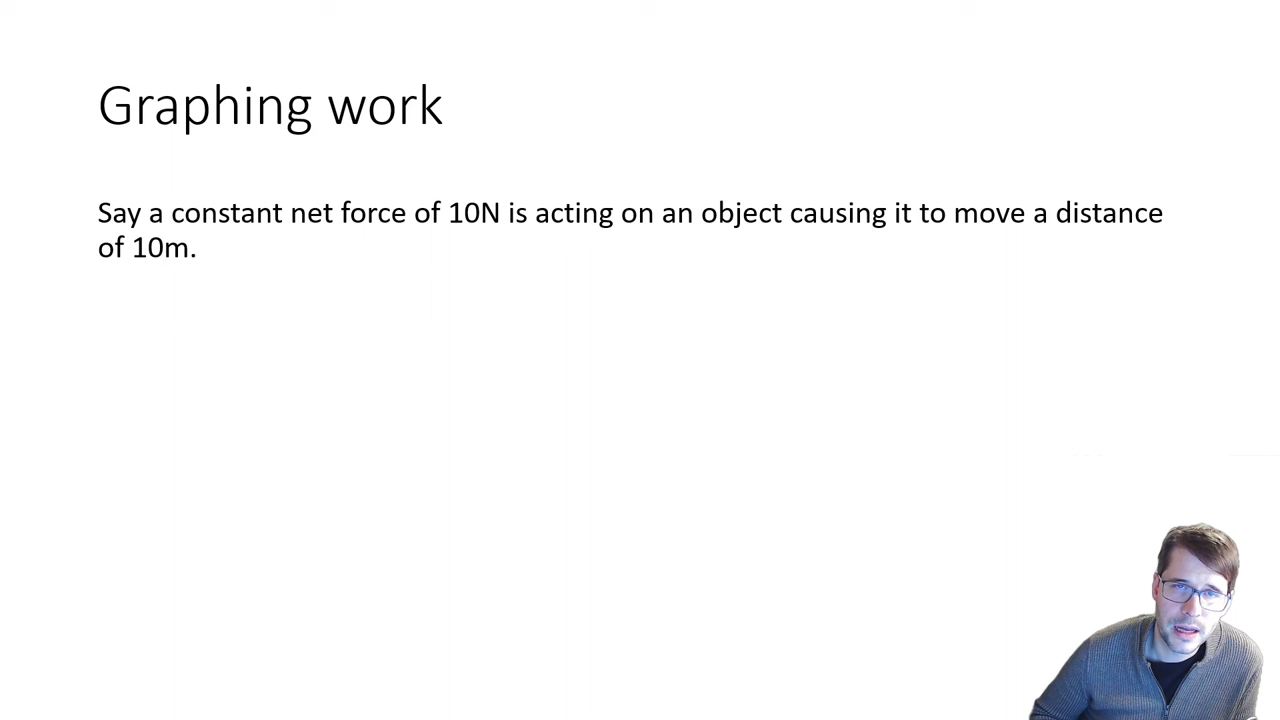 Graphing work
Say a constant net force of 10N is acting on an object causing it to move a distance
of 10m.